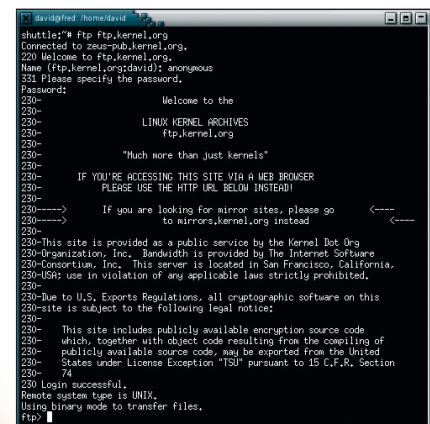 david@fred: /home/david
shuttle:~# ftp ftp.kernel.org
Connected to zeus-pub.kernel.org.
220 Welcome to ftp.kernel.org.
Name (ftp.kernel.org:david): anonymous
331 Please specify the password.
Password:
230- Welcome to the
230-
230- LINUX KERNEL ARCHIVES
230- ftp.kernel.org
230-
230- "Much more than just kernels"
230-
230- IF YOU'RE ACCESSING THIS SITE VIA A WEB BROWSER
230- PLEASE USE THE HTTP URL BELOW INSTEAD!
230-
230-----> If you are looking for mirror sites, please go <----
230-----> to mirrors.kernel.org instead <----
230-
230-This site is provided as a public service by the Kernel Dot Org
230-Organization, Inc. Bandwidth is provided by The Internet Software
230-Consortium, Inc. This server is located in San Francisco, California,
230-USA; use in violation of any applicable laws strictly prohibited.
230-
230-Due to U.S. Exports Regulations, all cryptographic software on this
230-site is subject to the following legal notice:
230-
230- This site includes publicly available encryption source code
230- which, together with object code resulting from the compiling of
230- publicly available source code, may be exported from the United
230- States under License Exception "TSU" pursuant to 15 C.F.R. Section
230- 74
230 Login successful.
Remote system type is UNIX.
Using binary mode to transfer files.
ftp>